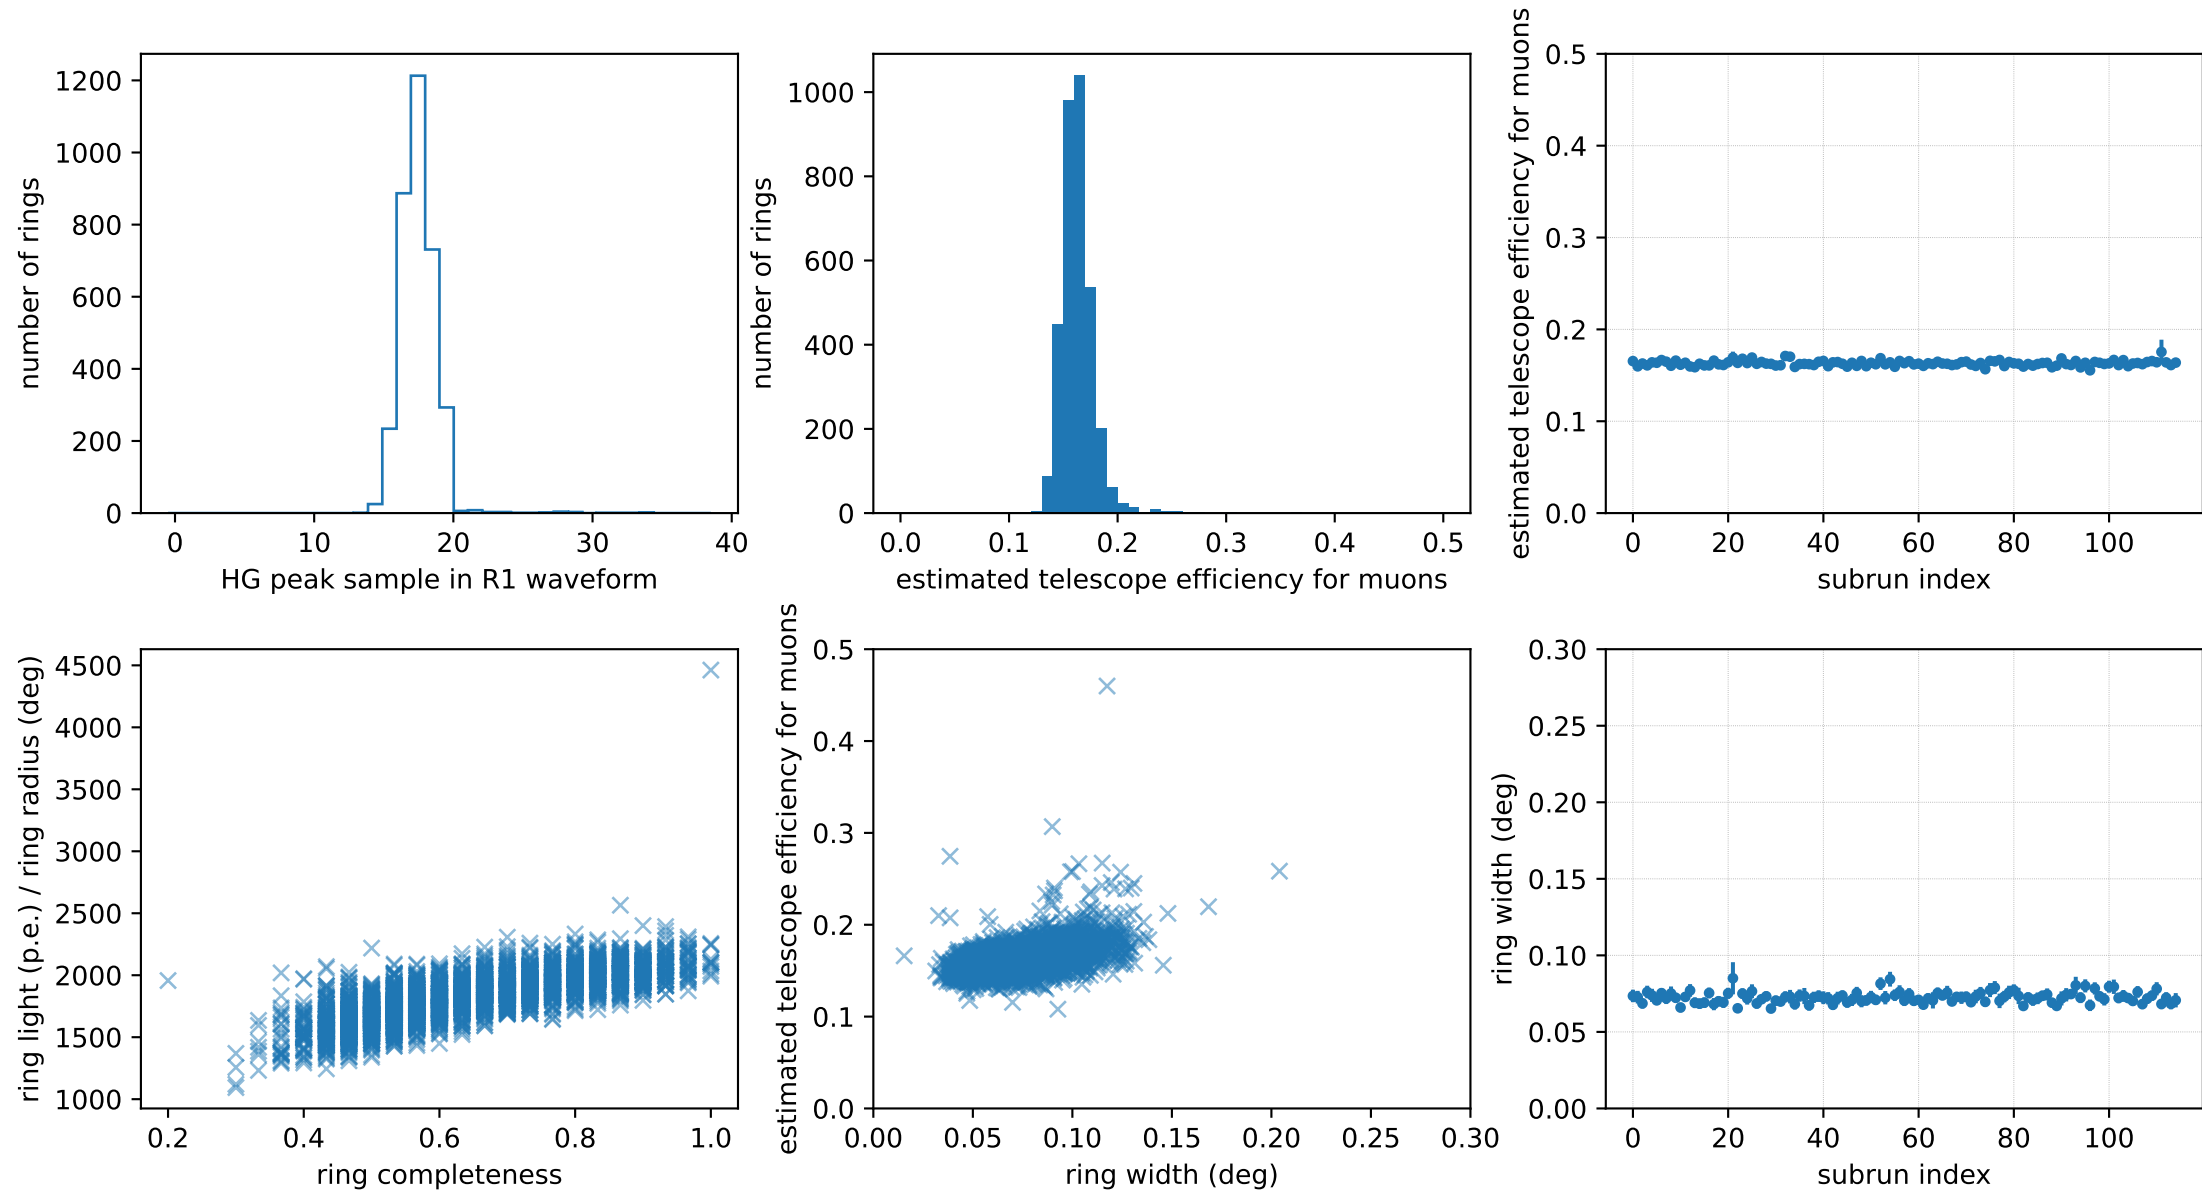 number of rings
1200
1000
800
600
400
200
0
0 10 20 30 40
HG peak sample in R1 waveform
number of rings
1000
800
600
400
200
0
0.0 0.1 0.2 0.3 0.4 0.5
estimated telescope efficiency for muons
estimated telescope efficiency for muons
0.5
0.4
0.3
0.2
0.1
0.0
0 20 40 60 80 100
subrun index
ring light (p.e.) / ring radius (deg)
4500
4000
3500
3000
2500
2000
1500
1000
0.2 0.4 0.6 0.8 1.0
ring completeness
estimated telescope efficiency for muons
0.5
0.4
0.3
0.2
0.1
0.0
0.00 0.05 0.10 0.15 0.20 0.25 0.30
ring width (deg)
ring width (deg)
0.30
0.25
0.20
0.15
0.10
0.05
0.00
0 20 40 60 80 100
subrun index